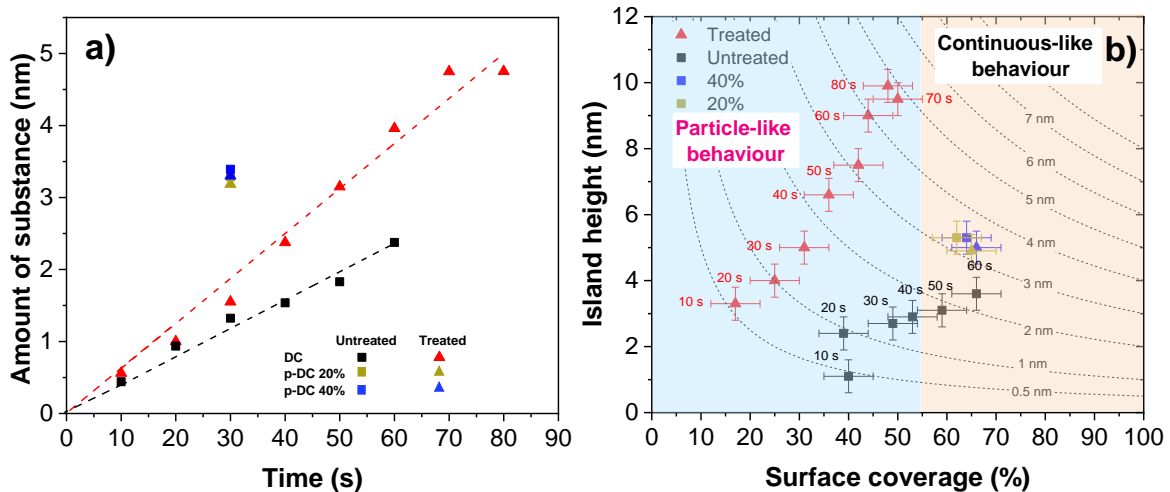 a)
Amount of substance (nm)
5
4
3
2
1
0
0 10 20 30 40 50 60 70 80 90
Time (s)
Untreated Treated
DC
p-DC 20%
p-DC 40%
b)
Island height (nm)
12
10
8
6
4
2
0
0 10 20 30 40 50 60 70 80 90 100
Surface coverage (%)
Treated
Untreated
40%
20%
Continuous-like
behaviour
Particle-like
behaviour
80 s
70 s
60 s
50 s
40 s
30 s
20 s
10 s
10 s
20 s
30 s
40 s
50 s
60 s
7 nm
6 nm
5 nm
4 nm
3 nm
2 nm
1 nm
0.5 nm